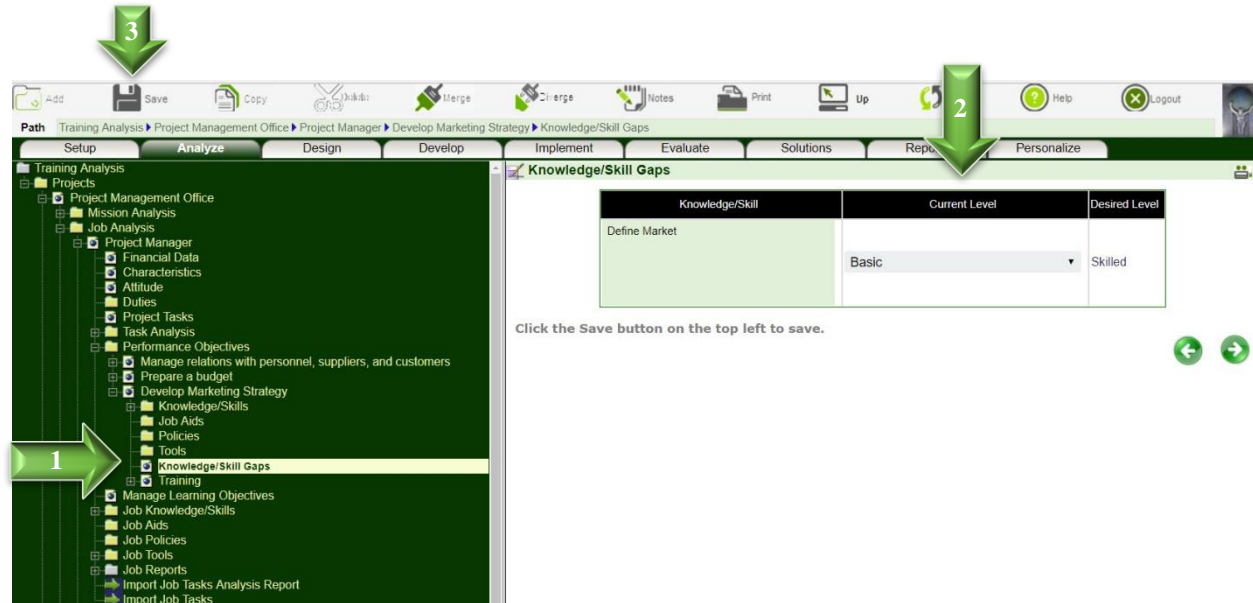 3
Add Save Copy Delete Merge Diverge Notes Print Up 2 Help Logout
Path Training Analysis Project Management Office Project Manager Develop Marketing Strategy Knowledge/Skill Gaps
Setup Analyze Design Develop Implement Evaluate Solutions Personalize
Training Analysis
Projects
Project Management Office
Mission Analysis
Job Analysis
Project Manager
Financial Data
Characteristics
Attitude
Duties
Project Tasks
Task Analysis
Performance Objectives
Manage relations with personnel, suppliers, and customers
Prepare a budget
Develop Marketing Strategy
Knowledge/Skills
Job Aids
Policies
Tools
1 Knowledge/Skill Gaps
Training
Manage Learning Objectives
Job Knowledge/Skills
Job Aids
Job Policies
Job Tools
Job Reports
Import Job Tasks Analysis Report
Import Job Tasks
Knowledge/Skill Gaps
Knowledge/Skill Current Level Desired Level
Define Market
Basic Skilled
Click the Save button on the top left to save.